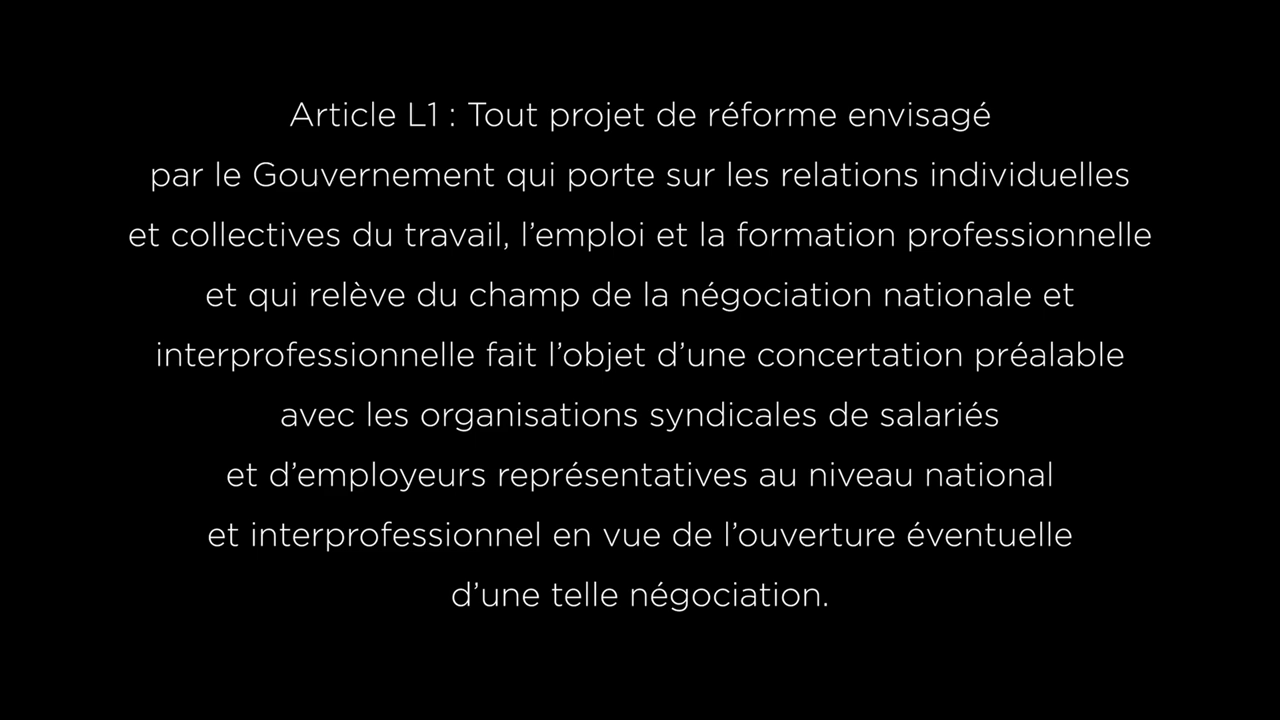 Article L1 : Tout projet de réforme envisagé
par le Gouvernement qui porte sur les relations individuelles
et collectives du travail, l’emploi et la formation professionnelle
et qui relève du champ de la négociation nationale et
interprofessionnelle fait l’objet d’une concertation préalable
avec les organisations syndicales de salariés
et d’employeurs représentatives au niveau national
et interprofessionnel en vue de l’ouverture éventuelle
d’une telle négociation.